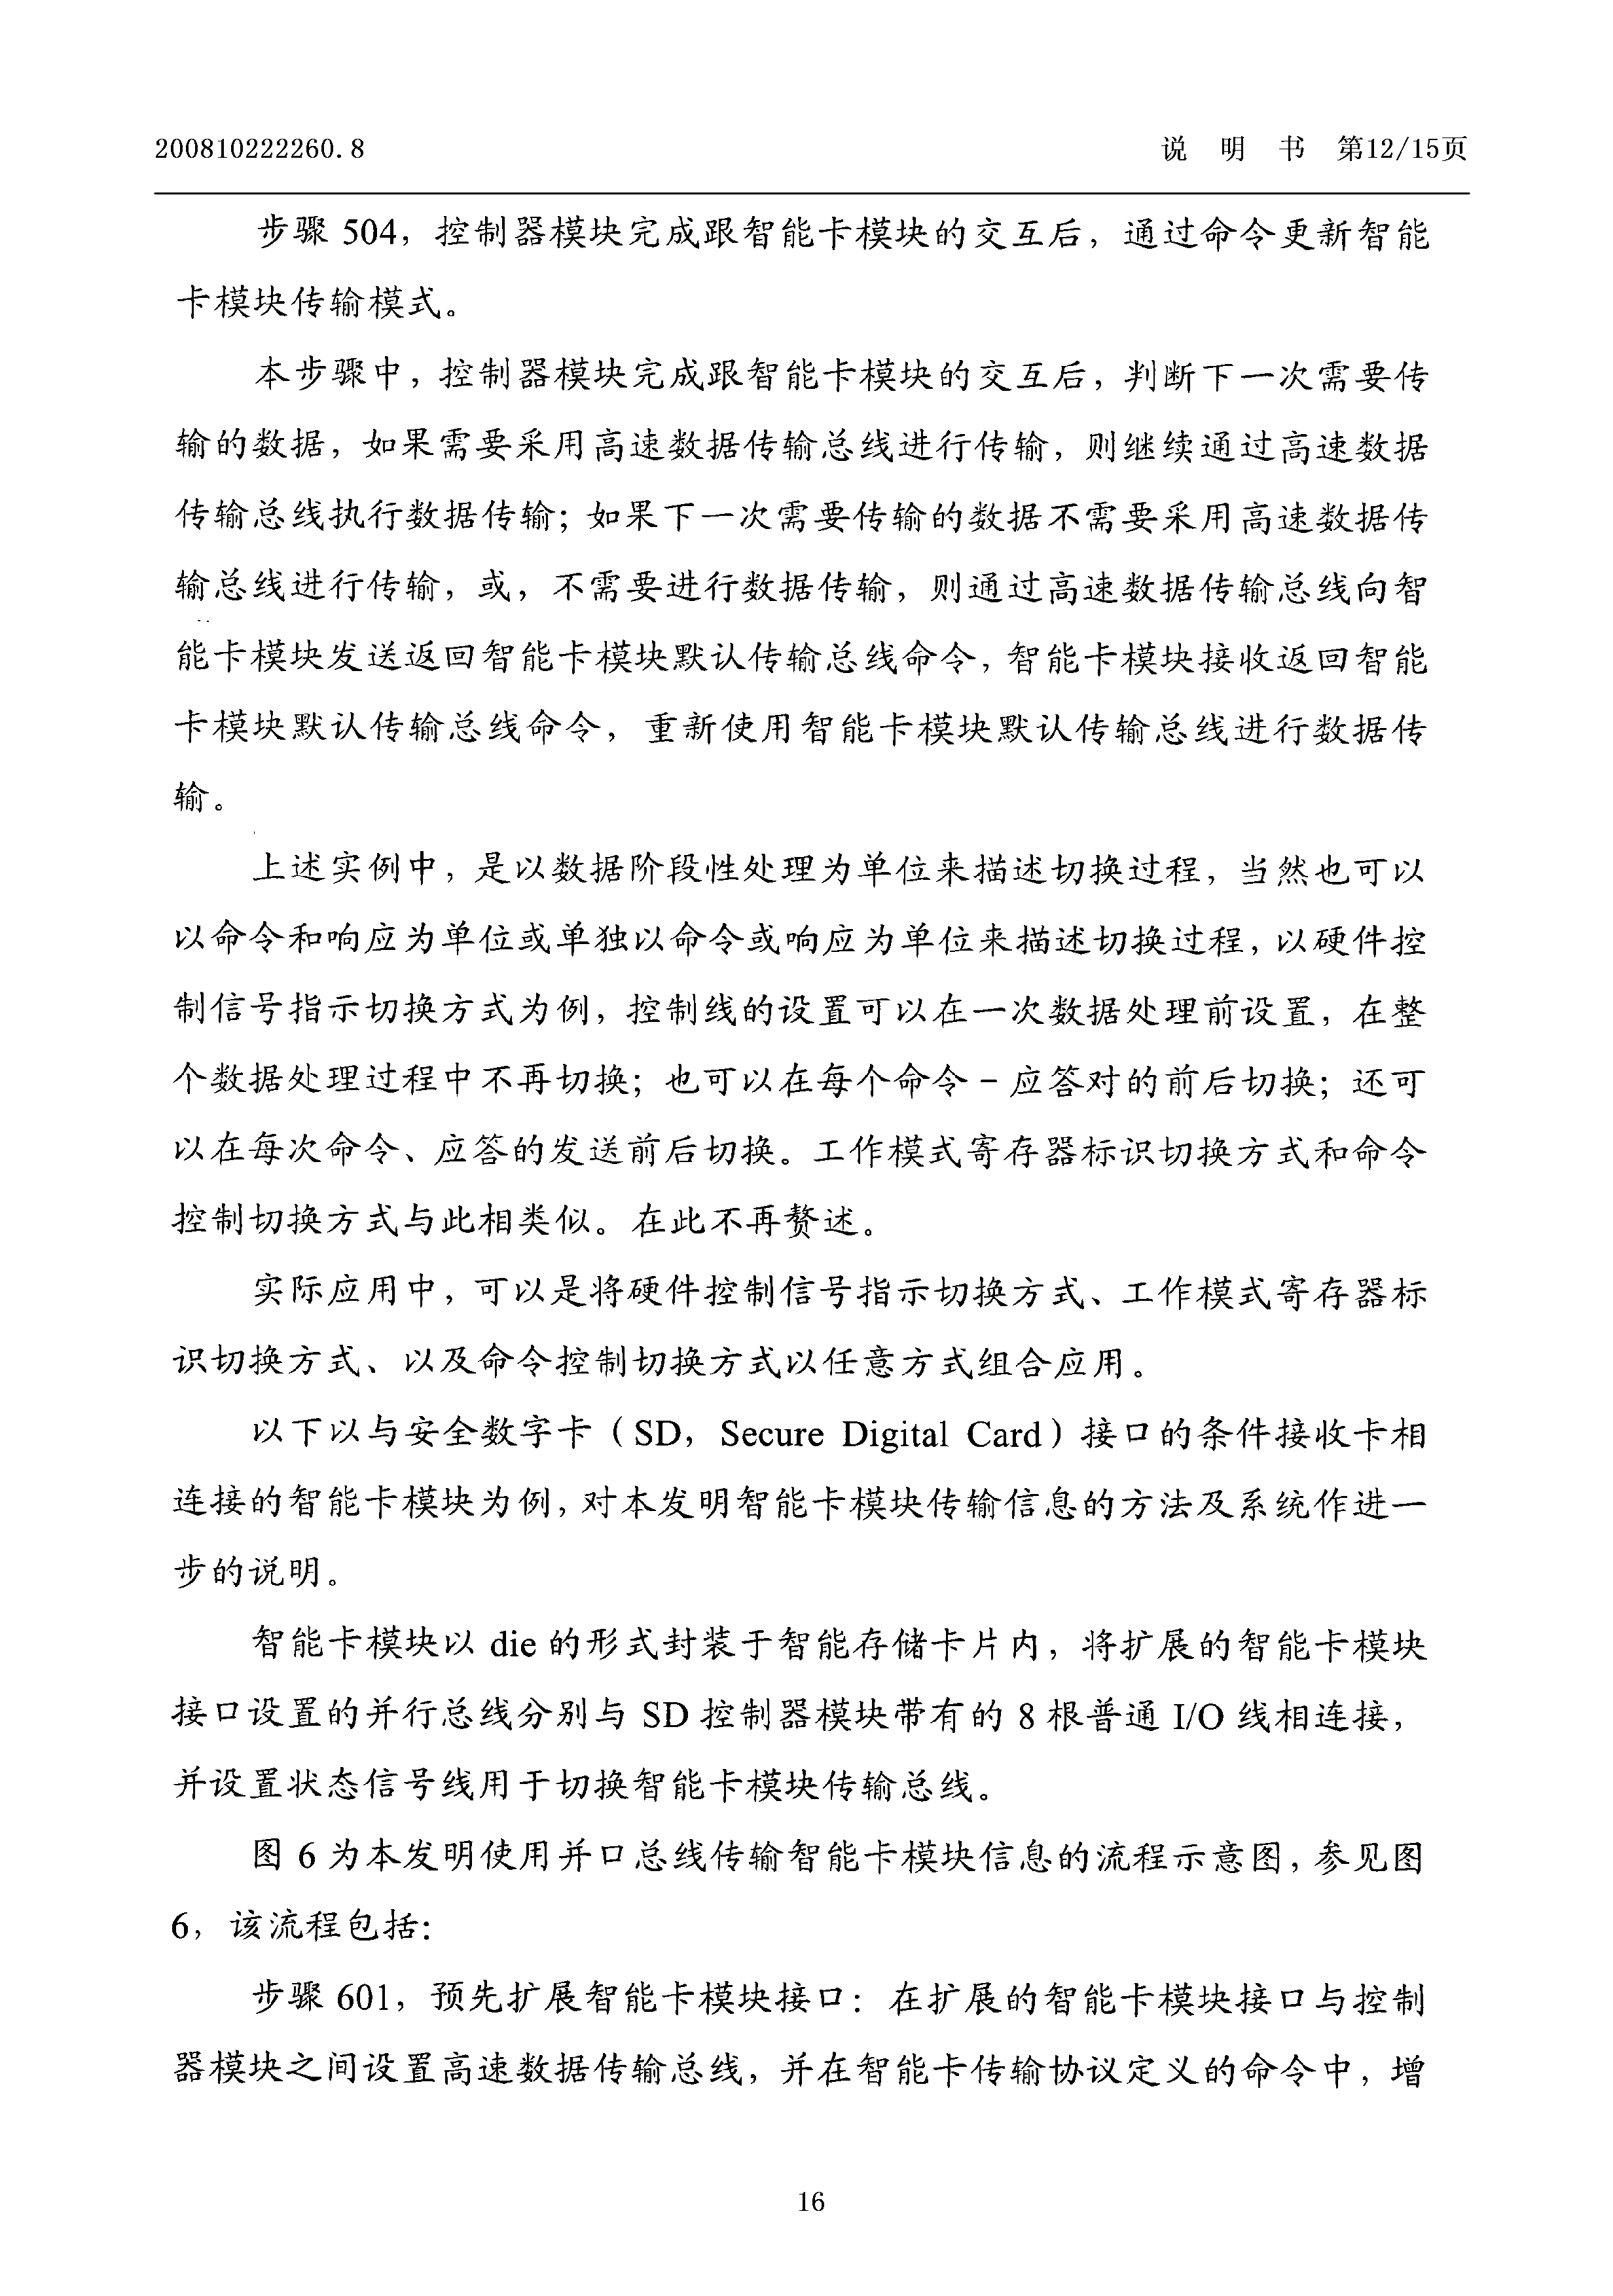 200810222260.8
说 明 书 第12/15页
步骤 504，控制器模块完成跟智能卡模块的交互后，通过命令更新智能
卡模块传输模式。
本步骤中，控制器模块完成跟智能卡模块的交互后，判断下一次需要传
输的数据，如果需要采用高速数据传输总线进行传输，则继续通过高速数据
传输总线执行数据传输；如果下一次需要传输的数据不需要采用高速数据传
输总线进行传输，或，不需要进行数据传输，则通过高速数据传输总线向智
能卡模块发送返回智能卡模块默认传输总线命令，智能卡模块接收返回智能
卡模块默认传输总线命令，重新使用智能卡模块默认传输总线进行数据传
输。
上述实例中，是以数据阶段性处理为单位来描述切换过程，当然也可以
以命令和响应为单位或单独以命令或响应为单位来描述切换过程，以硬件控
制信号指示切换方式为例，控制线的设置可以在一次数据处理前设置，在整
个数据处理过程中不再切换；也可以在每个命令－应答对的前后切换；还可
以在每次命令、应答的发送前后切换。工作模式寄存器标识切换方式和命令
控制切换方式与此相类似。在此不再赘述。
实际应用中，可以是将硬件控制信号指示切换方式、工作模式寄存器标
识切换方式、以及命令控制切换方式以任意方式组合应用。
以下以与安全数字卡（SD，Secure Digital Card）接口的条件接收卡相
连接的智能卡模块为例，对本发明智能卡模块传输信息的方法及系统作进一
步的说明。
智能卡模块以 die 的形式封装于智能存储卡片内，将扩展的智能卡模块
接口设置的并行总线分别与 SD 控制器模块带有的 8 根普通 I/O 线相连接，
并设置状态信号线用于切换智能卡模块传输总线。
图 6 为本发明使用并口总线传输智能卡模块信息的流程示意图，参见图
6，该流程包括：
步骤 601，预先扩展智能卡模块接口：在扩展的智能卡模块接口与控制
器模块之间设置高速数据传输总线，并在智能卡传输协议定义的命令中，增
16